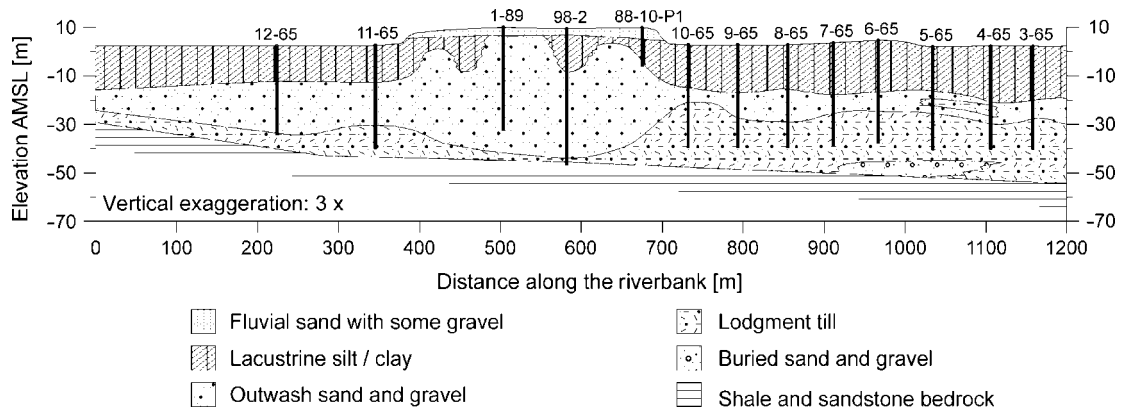 1-89 98-2 88-10-P1
12-65 11-65 10-65 9-65 8-65 7-65 6-65 5-65 4-65 3-65
Elevation AMSL [m]
10 10
-10 -10
-30 -30
-50 -50
-70 -70
Vertical exaggeration: 3 x
0 100 200 300 400 500 600 700 800 900 1000 1100 1200
Distance along the riverbank [m]
Fluvial sand with some gravel
Lacustrine silt / clay
Outwash sand and gravel
Lodgment till
Buried sand and gravel
Shale and sandstone bedrock